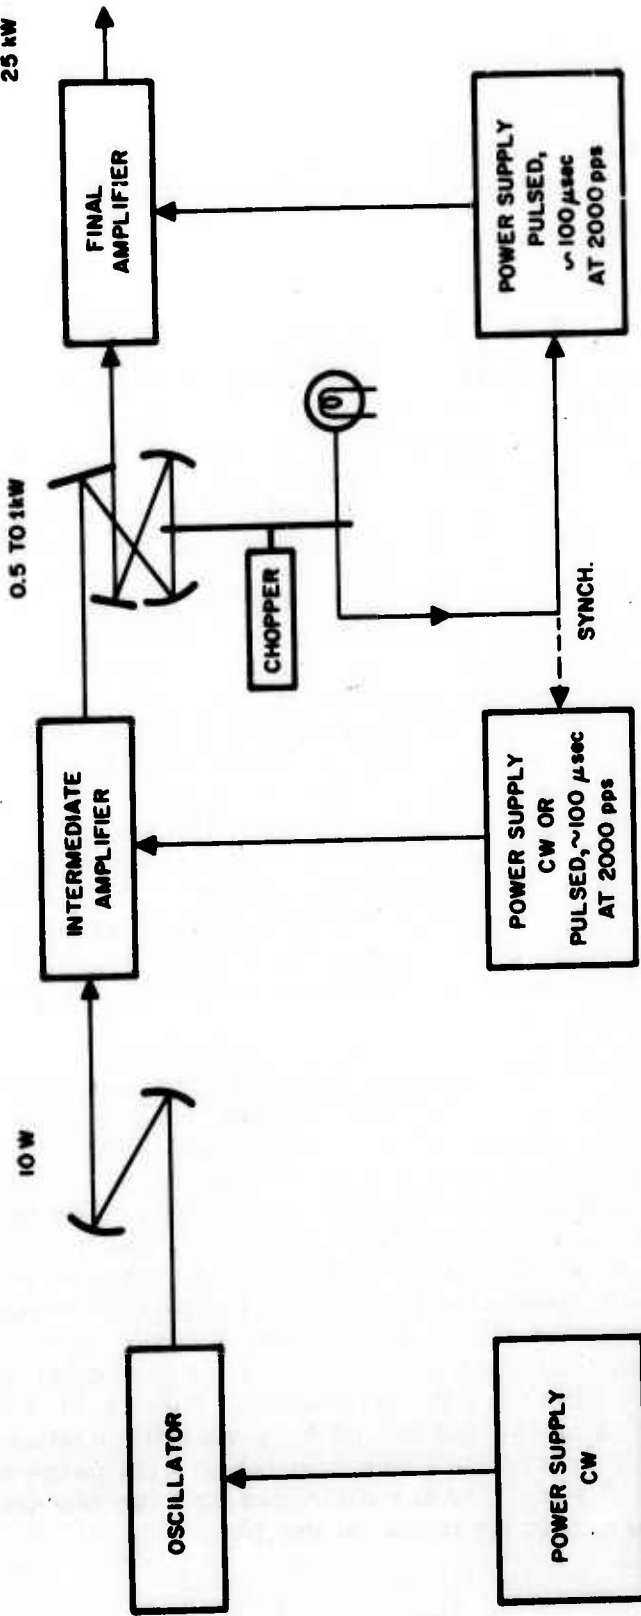 10 W
0.5 TO 1kW
25 kW
OSCILLATOR
INTERMEDIATE
AMPLIFIER
FINAL
AMPLIFIER
CHOPPER
SYNCH.
POWER SUPPLY
CW
POWER SUPPLY
CW OR
PULSED,~100 μsec
AT 2000 pps
POWER SUPPLY
PULSED,
~100 μsec
AT 2000 pps